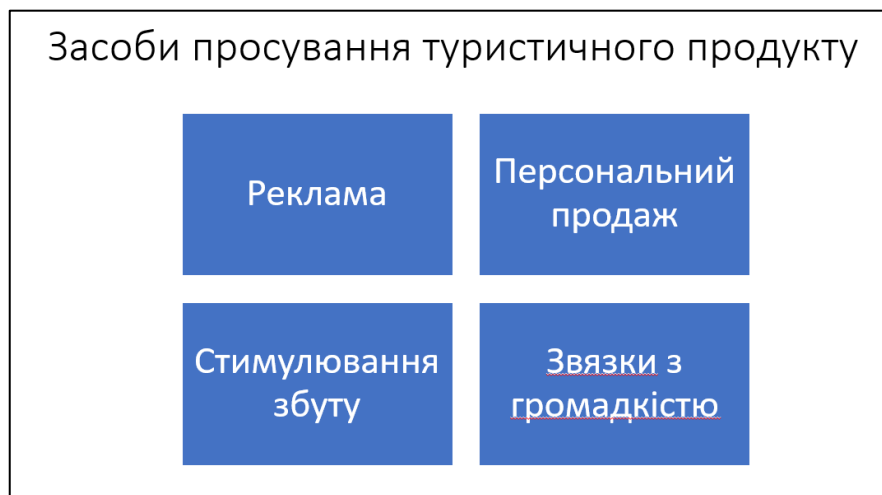 Засоби просування туристичного продукту
Реклама
Персональний
продаж
Стимулювання
збуту
Звязки з
громадкістю